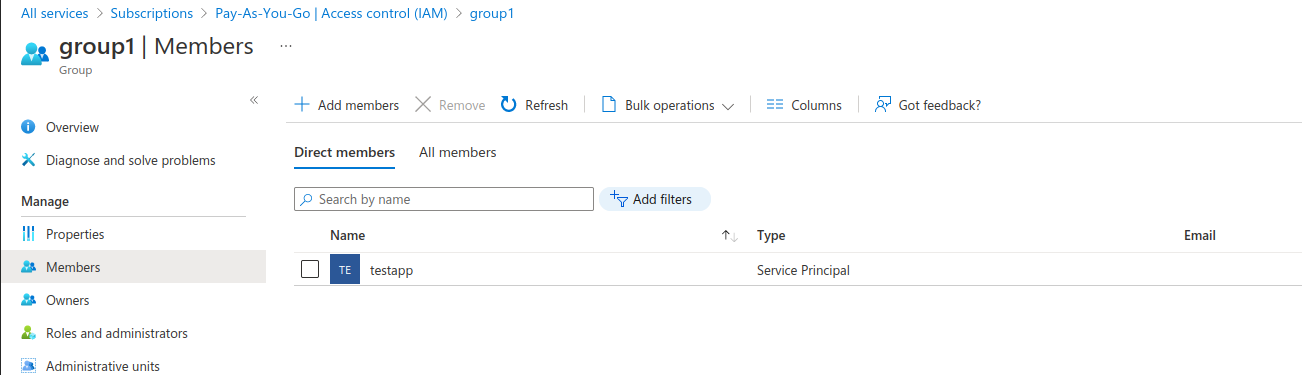 All services > Subscriptions > Pay-As-You-Go | Access control (IAM) > group1
group1 | Members ...
Group
«
Overview
Diagnose and solve problems
Manage
Properties
Members
Owners
Roles and administrators
Administrative units
Add members Remove Refresh Bulk operations Columns Got feedback?
Direct members All members
Search by name Add filters
Name Type Email
TE testapp Service Principal